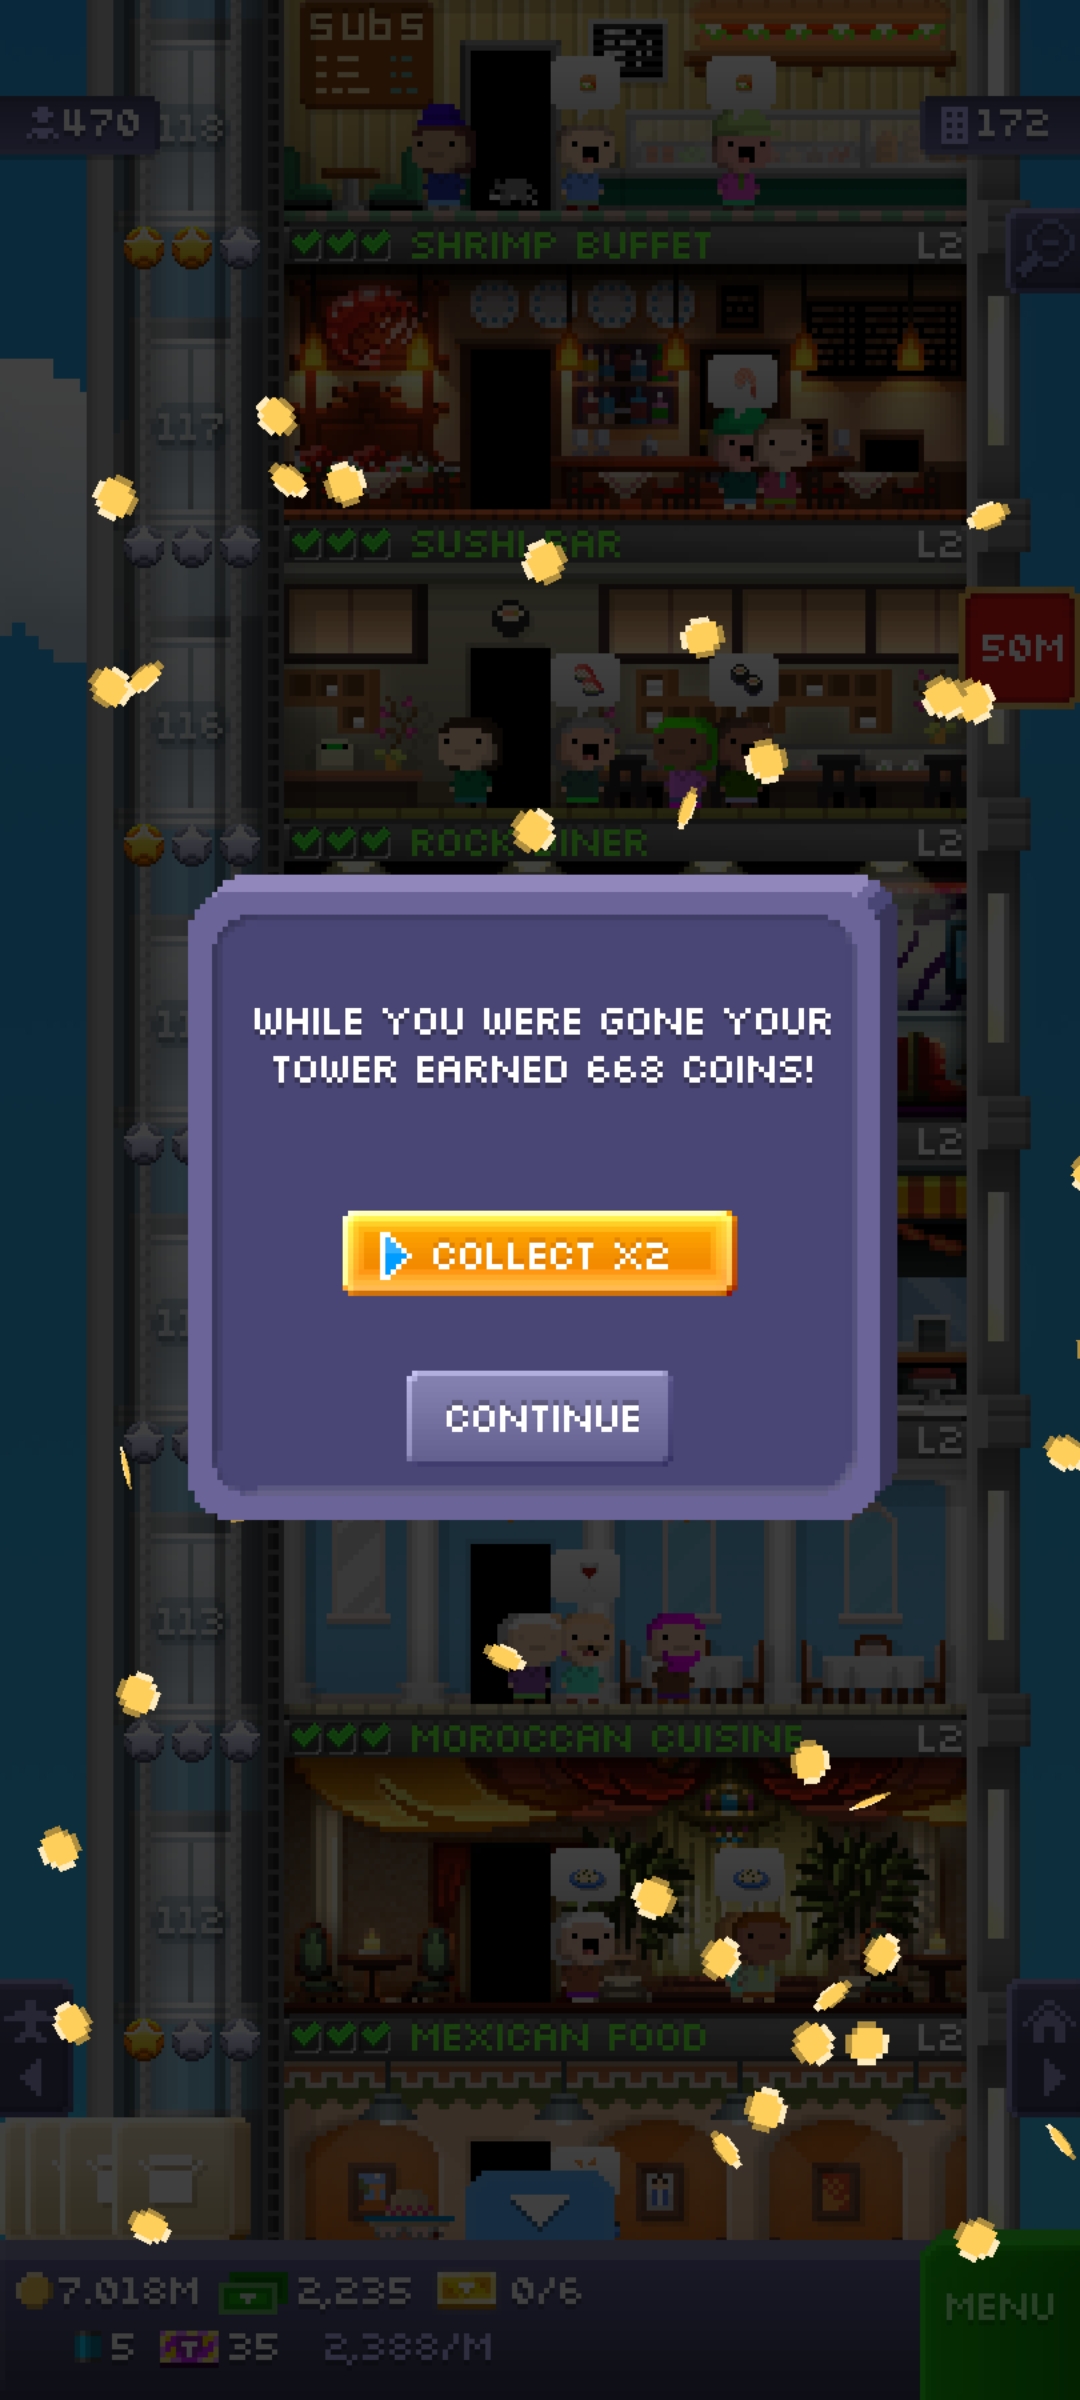 SUBS
470
118
172
SHRIMP BUFFET L2
117
SUSHI BAR L2
50M
116
ROCK DINER L2
WHILE YOU WERE GONE YOUR
TOWER EARNED 668 COINS!
L2
COLLECT X2
CONTINUE
L2
113
MOROCCAN CUISINE L2
112
MEXICAN FOOD L2
7.018M 2,235 0/6
MENU
5 T 35 2,388/M